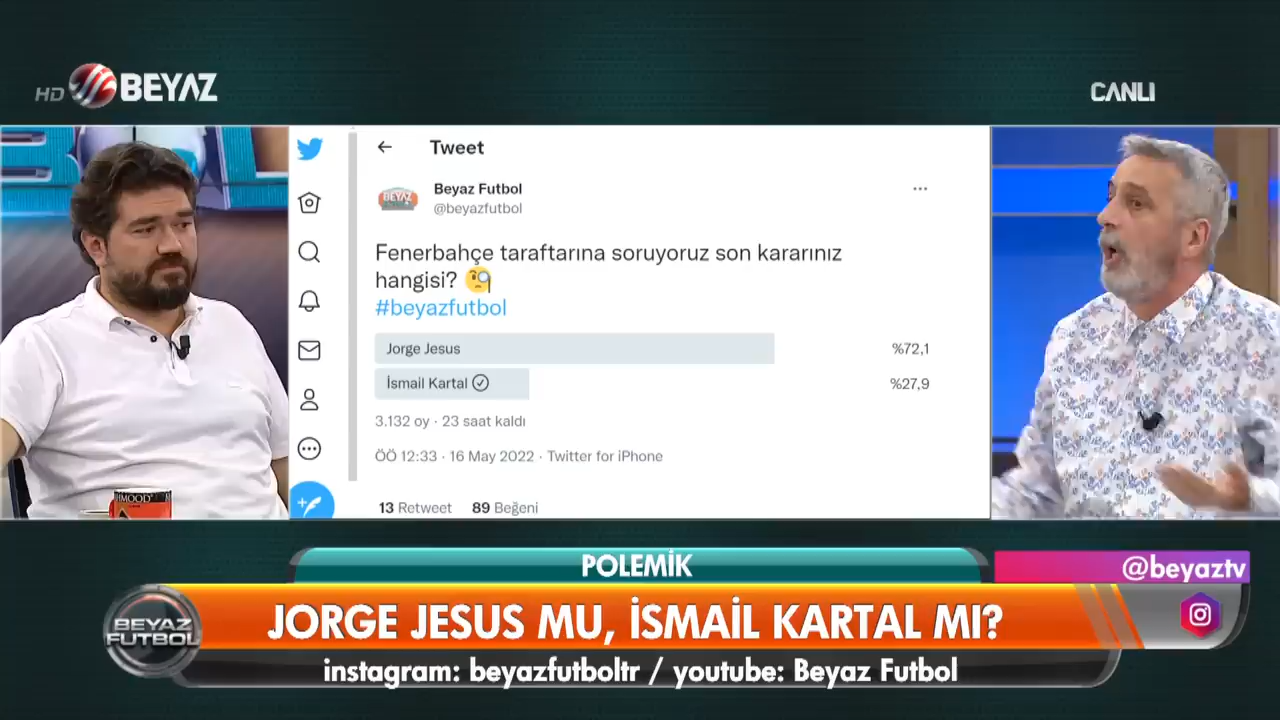 HD BEYAZ
CANLI
Tweet
Beyaz Futbol
@beyazfutbol
Fenerbahçe taraftarına soruyoruz son kararınız
hangisi?
#beyazfutbol
Jorge Jesus %72,1
İsmail Kartal %27,9
3.132 oy · 23 saat kaldı
ÖÖ 12:33 · 16 May 2022 · Twitter for iPhone
13 Retweet 89 Beğeni
POLEMİK
@beyaztv
BEYAZ
FUTBOL
JORGE JESUS MU, İSMAİL KARTAL MI?
instagram: beyazfutboltr / youtube: Beyaz Futbol